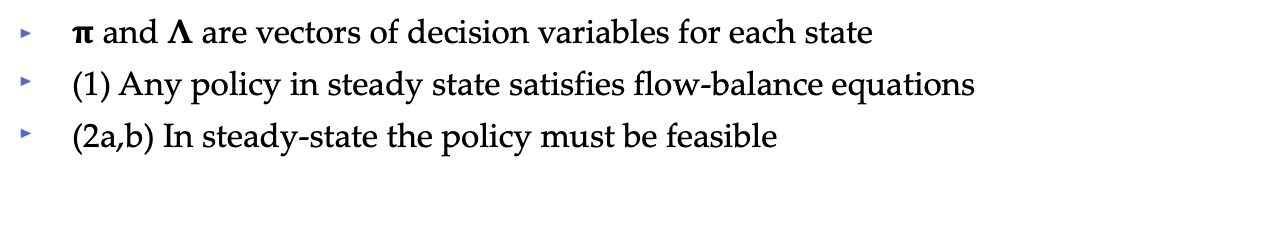 ▸ π and Λ are vectors of decision variables for each state
▸ (1) Any policy in steady state satisfies flow-balance equations
▸ (2a,b) In steady-state the policy must be feasible